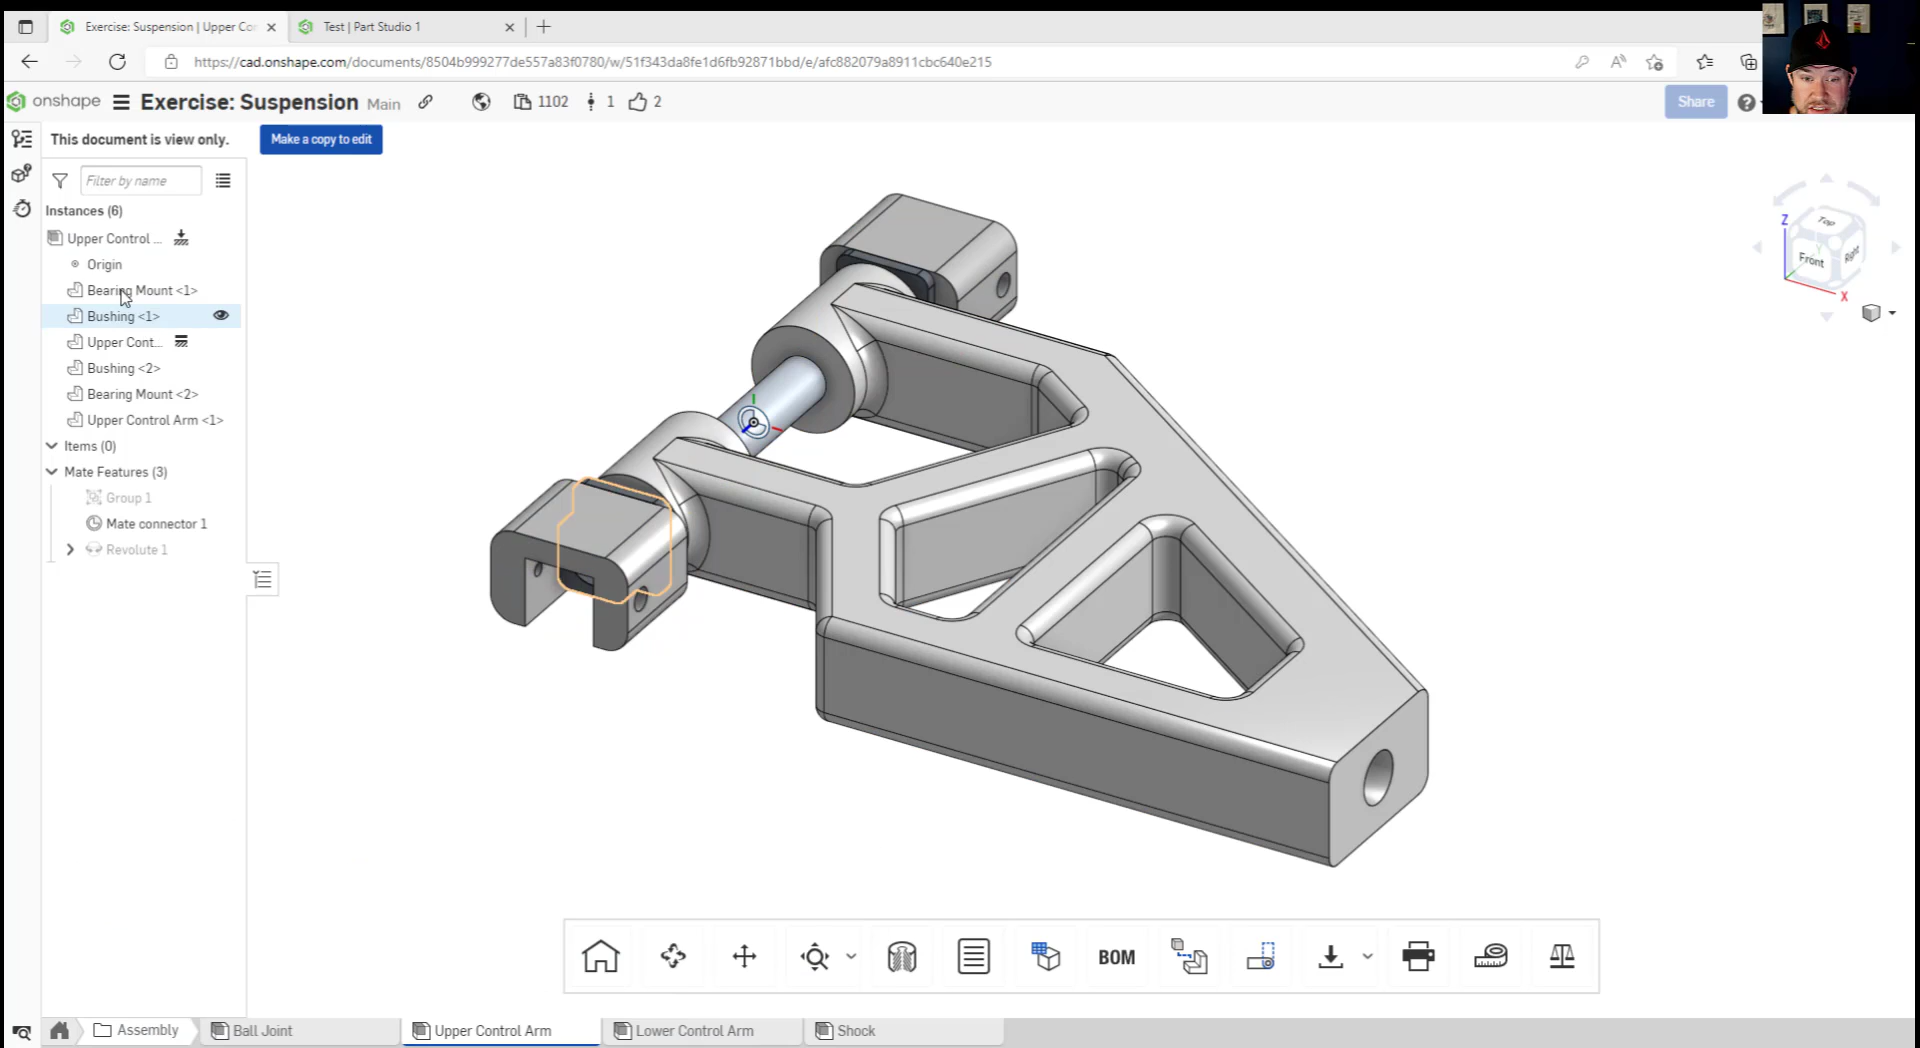 Exercise: Suspension | Upper Cor
Test | Part Studio 1
https://cad.onshape.com/documents/8504b999277de557a83f0780/w/51f343da8fe1d6fb92871bbd/e/afc882079a8911cbc640e215
onshape
Exercise: Suspension Main
1102
1
2
Share
This document is view only.
Make a copy to edit
Filter by name
Instances (6)
Upper Control ...
Origin
Bearing Mount <1>
Bushing <1>
Upper Cont...
Bushing <2>
Bearing Mount <2>
Upper Control Arm <1>
Items (0)
Mate Features (3)
Group 1
Mate connector 1
Revolute 1
Z
Top
Y
Front
Right
X
BOM
Assembly
Ball Joint
Upper Control Arm
Lower Control Arm
Shock